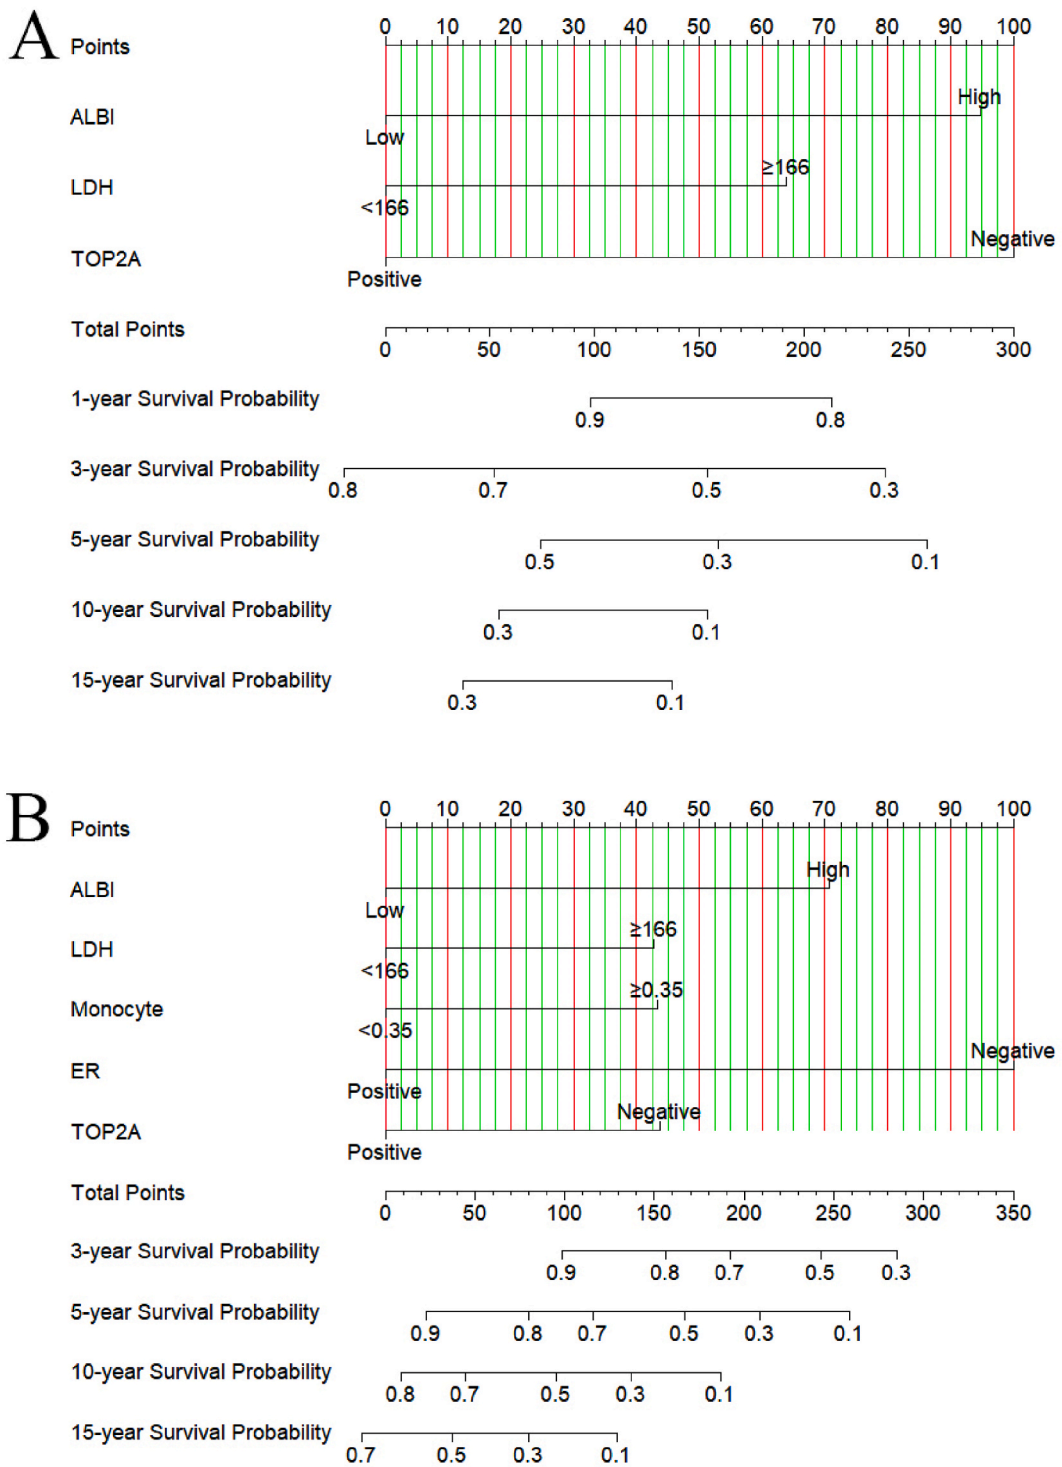 A
0 10 20 30 40 50 60 70 80 90 100
Points
High
ALBI
Low
≥166
LDH
<166
Negative
TOP2A
Positive
Total Points
0 50 100 150 200 250 300
1-year Survival Probability
0.9 0.8
3-year Survival Probability
0.8 0.7 0.5 0.3
5-year Survival Probability
0.5 0.3 0.1
10-year Survival Probability
0.3 0.1
15-year Survival Probability
0.3 0.1
B
0 10 20 30 40 50 60 70 80 90 100
Points
High
ALBI
Low
≥166
LDH
<166
≥0.35
Monocyte
<0.35
Negative
ER
Positive
Negative
TOP2A
Positive
Total Points
0 50 100 150 200 250 300 350
3-year Survival Probability
0.9 0.8 0.7 0.5 0.3
5-year Survival Probability
0.9 0.8 0.7 0.5 0.3 0.1
10-year Survival Probability
0.8 0.7 0.5 0.3 0.1
15-year Survival Probability
0.7 0.5 0.3 0.1